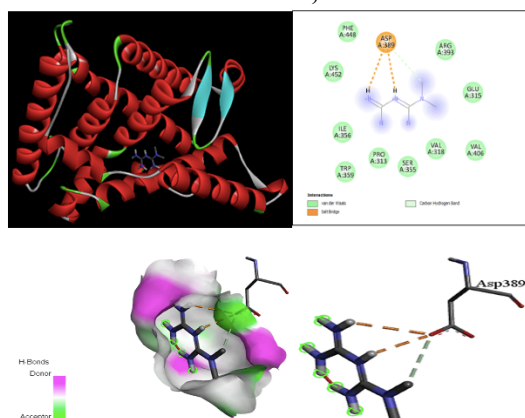 PHE
A:448
ASP
A:389
ARG
A:393
LYS
A:452
GLU
A:315
ILE
A:356
TRP
A:359
PRO
A:313
SER
A:355
VAL
A:318
VAL
A:406
H
H
Interactions
van der Waals
Salt Bridge
Carbon Hydrogen Bond
Asp389
H-Bonds
Donor
Acceptor